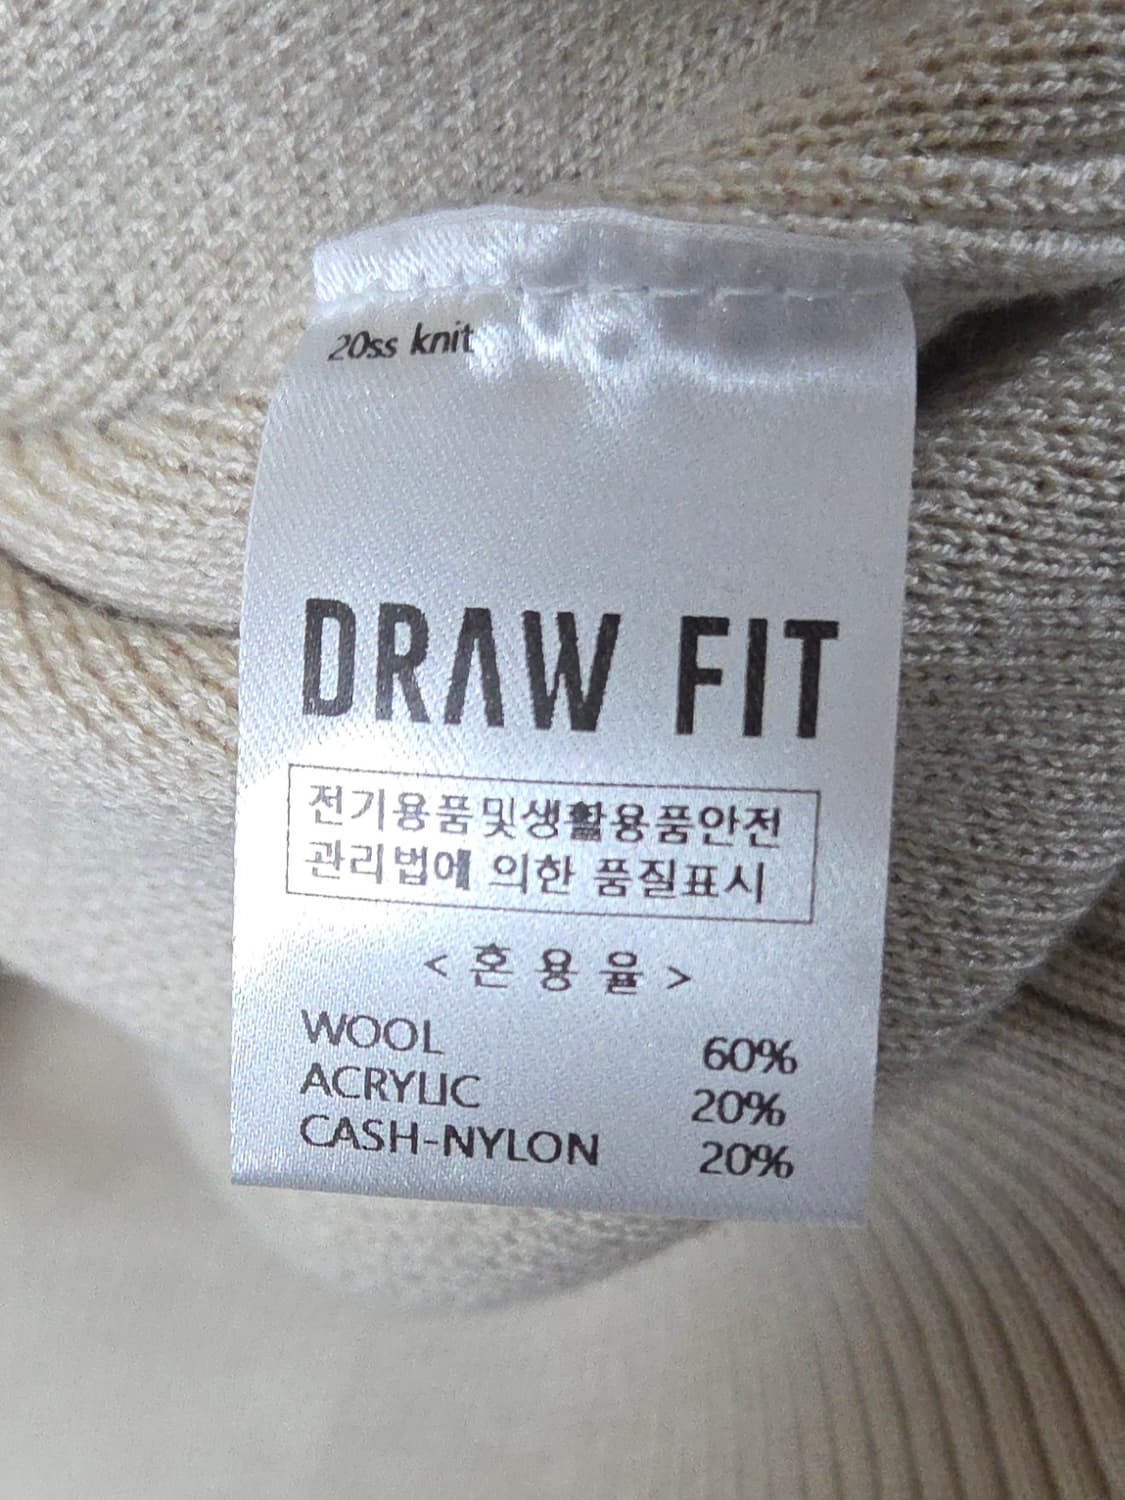 20ss knit
DRAW FIT
전기용품및생활용품안전
관리법에 의한 품질표시
< 혼 용 율 >
WOOL 60%
ACRYLIC 20%
CASH-NYLON 20%